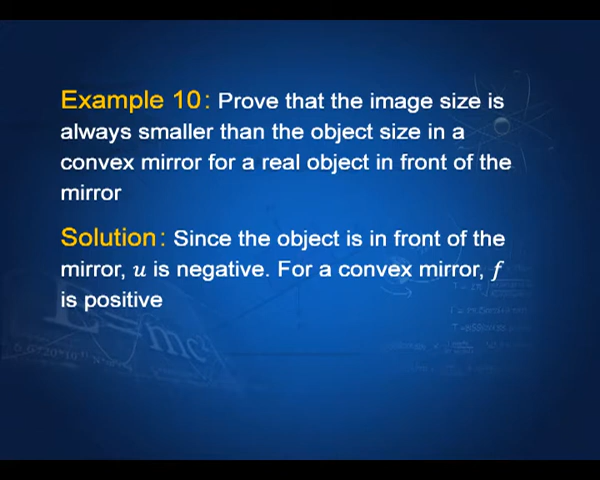 Example 10: Prove that the image size is
always smaller than the object size in a
convex mirror for a real object in front of the
mirror
Solution: Since the object is in front of the
mirror, u is negative. For a convex mirror, f
is positive
E=mc²